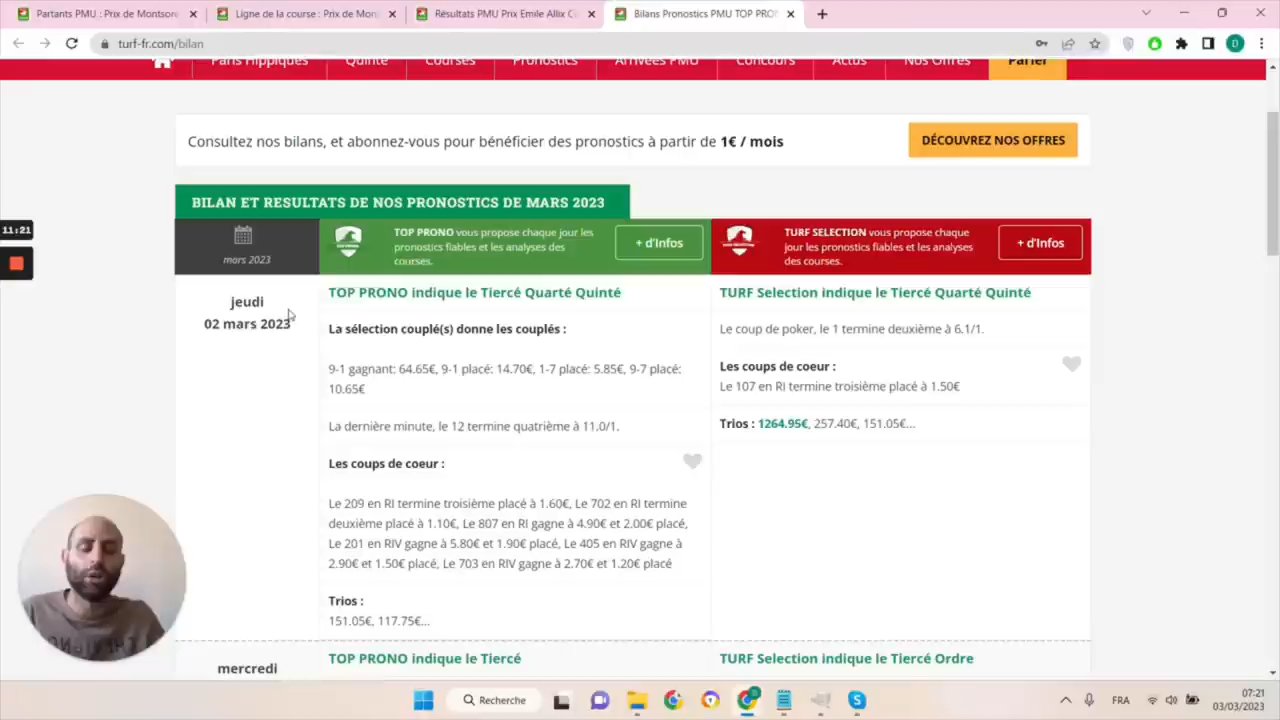 Partants PMU : Prix de Montsore
Ligne de la course : Prix de Mon
Résultats PMU Prix Emile Allix C
Bilans Pronostics PMU TOP PRO
turf-fr.com/bilan
Paris Hippiques
Quinté
Courses
Pronostics
Arrivées PMU
Concours
Actus
Nos Offres
Parier
Consultez nos bilans, et abonnez-vous pour bénéficier des pronostics à partir de 1€ / mois
DÉCOUVREZ NOS OFFRES
BILAN ET RESULTATS DE NOS PRONOSTICS DE MARS 2023
11:21
mars 2023
TOP PRONO vous propose chaque jour les
pronostics fiables et les analyses des
courses.
+ d'Infos
TURF SELECTION vous propose chaque
jour les pronostics fiables et les analyses
des courses.
+ d'Infos
jeudi
02 mars 2023
TOP PRONO indique le Tiercé Quarté Quinté
La sélection couplé(s) donne les couplés :
9-1 gagnant: 64.65€, 9-1 placé: 14.70€, 1-7 placé: 5.85€, 9-7 placé:
10.65€
La dernière minute, le 12 termine quatrième à 11.0/1.
Les coups de coeur :
Le 209 en RI termine troisième placé à 1.60€, Le 702 en RI termine
deuxième placé à 1.10€, Le 807 en RI gagne à 4.90€ et 2.00€ placé,
Le 201 en RIV gagne à 5.80€ et 1.90€ placé, Le 405 en RIV gagne à
2.90€ et 1.50€ placé, Le 703 en RIV gagne à 2.70€ et 1.20€ placé
Trios :
151.05€, 117.75€...
TURF Selection indique le Tiercé Quarté Quinté
Le coup de poker, le 1 termine deuxième à 6.1/1.
Les coups de coeur :
Le 107 en RI termine troisième placé à 1.50€
Trios : 1264.95€, 257.40€, 151.05€...
mercredi
TOP PRONO indique le Tiercé
TURF Selection indique le Tiercé Ordre
Recherche
FRA
07:21
03/03/2023